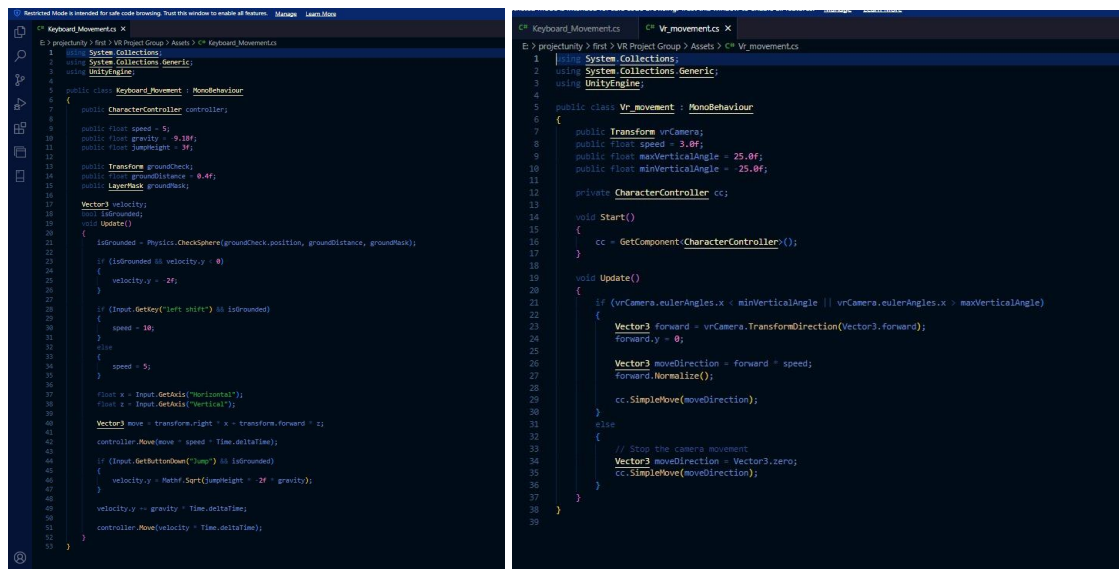 Restricted Mode is intended for safe code browsing. Trust this window to enable all features. Manage Learn More
C# Keyboard_Movement.cs X
E: > projectunity > first > VR Project Group > Assets > C# Keyboard_Movement.cs
1 using System.Collections;
2 using System.Collections.Generic;
3 using UnityEngine;
4
5 public class Keyboard_Movement : MonoBehaviour
6 {
7 public CharacterController controller;
8
9 public float speed = 5;
10 public float gravity = -9.18f;
11 public float jumpHeight = 3f;
12
13 public Transform groundCheck;
14 public float groundDistance = 0.4f;
15 public LayerMask groundMask;
16
17 Vector3 velocity;
18 bool isGrounded;
19 void Update()
20 {
21 isGrounded = Physics.CheckSphere(groundCheck.position, groundDistance, groundMask);
22
23 if (isGrounded && velocity.y < 0)
24 {
25 velocity.y = -2f;
26 }
27
28 if (Input.GetKey("left shift") && isGrounded)
29 {
30 speed = 10;
31 }
32 else
33 {
34 speed = 5;
35 }
36
37 float x = Input.GetAxis("Horizontal");
38 float z = Input.GetAxis("Vertical");
39
40 Vector3 move = transform.right * x + transform.forward * z;
41
42 controller.Move(move * speed * Time.deltaTime);
43
44 if (Input.GetButtonDown("Jump") && isGrounded)
45 {
46 velocity.y = Mathf.Sqrt(jumpHeight * -2f * gravity);
47 }
48
49 velocity.y += gravity * Time.deltaTime;
50
51 controller.Move(velocity * Time.deltaTime);
52 }
53 }
C# Keyboard_Movement.cs C# Vr_movement.cs X
E: > projectunity > first > VR Project Group > Assets > C# Vr_movement.cs
1 using System.Collections;
2 using System.Collections.Generic;
3 using UnityEngine;
4
5 public class Vr_movement : MonoBehaviour
6 {
7 public Transform vrCamera;
8 public float speed = 3.0f;
9 public float maxVerticalAngle = 25.0f;
10 public float minVerticalAngle = -25.0f;
11
12 private CharacterController cc;
13
14 void Start()
15 {
16 cc = GetComponent<CharacterController>();
17 }
18
19 void Update()
20 {
21 if (vrCamera.eulerAngles.x < minVerticalAngle || vrCamera.eulerAngles.x > maxVerticalAngle)
22 {
23 Vector3 forward = vrCamera.TransformDirection(Vector3.forward);
24 forward.y = 0;
25
26 Vector3 moveDirection = forward * speed;
27 forward.Normalize();
28
29 cc.SimpleMove(moveDirection);
30 }
31 else
32 {
33 // Stop the camera movement
34 Vector3 moveDirection = Vector3.zero;
35 cc.SimpleMove(moveDirection);
36 }
37 }
38 }
39